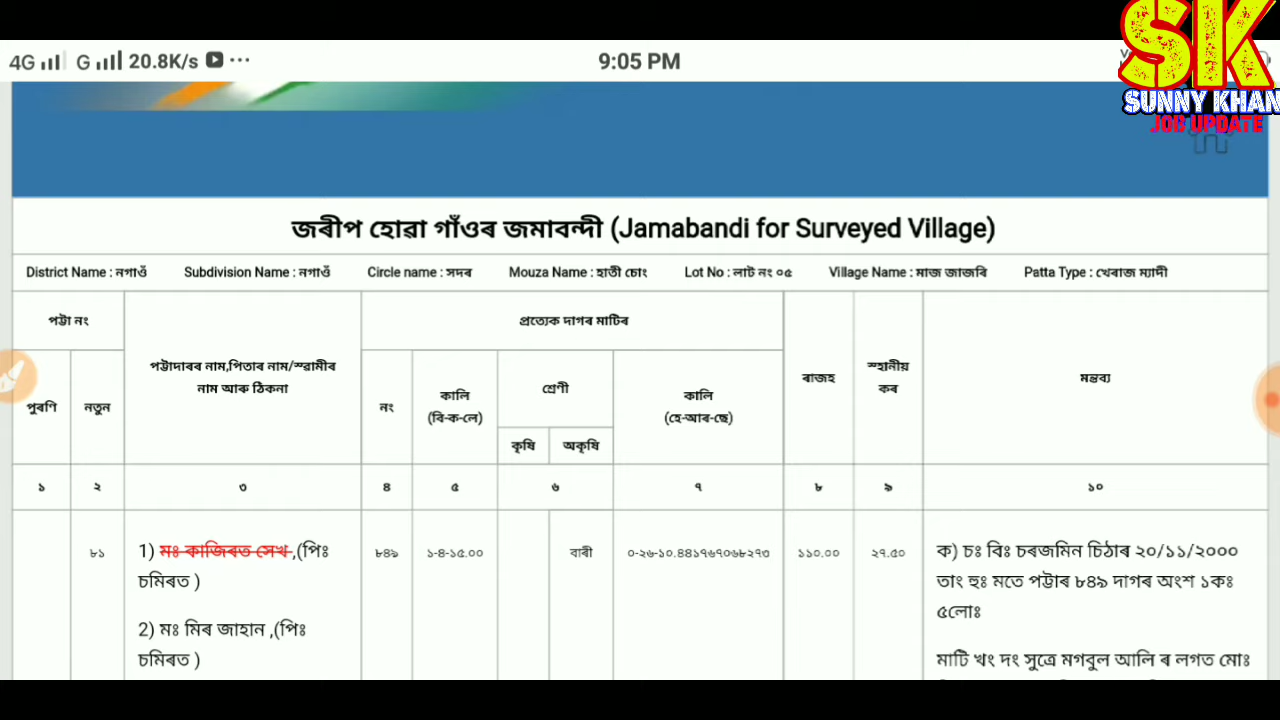 4G G 20.8K/s 9:05 PM
SK
SUNNY KHAN
JOB UPDATE
জৰীপ হোৱা গাঁওৰ জমাবন্দী (Jamabandi for Surveyed Village)
District Name : নগাওঁ Subdivision Name : নগাওঁ Circle name : সদৰ Mouza Name : হাতী চোং Lot No : লাট নং ০৫ Village Name : মাজ জাজৰি Patta Type : খেৰাজ ম্যাদী
পট্টা নং
প্ৰত্যেক দাগৰ মাটিৰ
পট্টাদাৰৰ নাম,পিতাৰ নাম/স্ৱামীৰ
নাম আৰু ঠিকনা
ৰাজহ
স্হানীয়
কৰ
মন্তব্য
পুৰণি
নতুন
নং
কালি
(বি-ক-লে)
শ্ৰেণী
কালি
(হে-আৰ-ছে)
কৃষি
অকৃষি
১ ২ ৩ ৪ ৫ ৬ ৭ ৮ ৯ ১০
৮১ 1) মঃ কাজিৰত সেখ ,(পিঃ ৮৪৯ ১-৪-১৫.০০ বাৰী ০-২৬-১০.৪৪১৭৬৭০৬৮২৭৩ ১১০.০০ ২৭.৫০ ক) চঃ বিঃ চৰজমিন চিঠাৰ ২০/১১/২০০০
চমিৰত ) তাং হুঃ মতে পট্টাৰ ৮৪৯ দাগৰ অংশ ১কঃ
৫লোঃ
2) মঃ মিৰ জাহান ,(পিঃ
চমিৰত ) মাটি খং দং সুত্ৰে মগবুল আলি ৰ লগত মোঃ